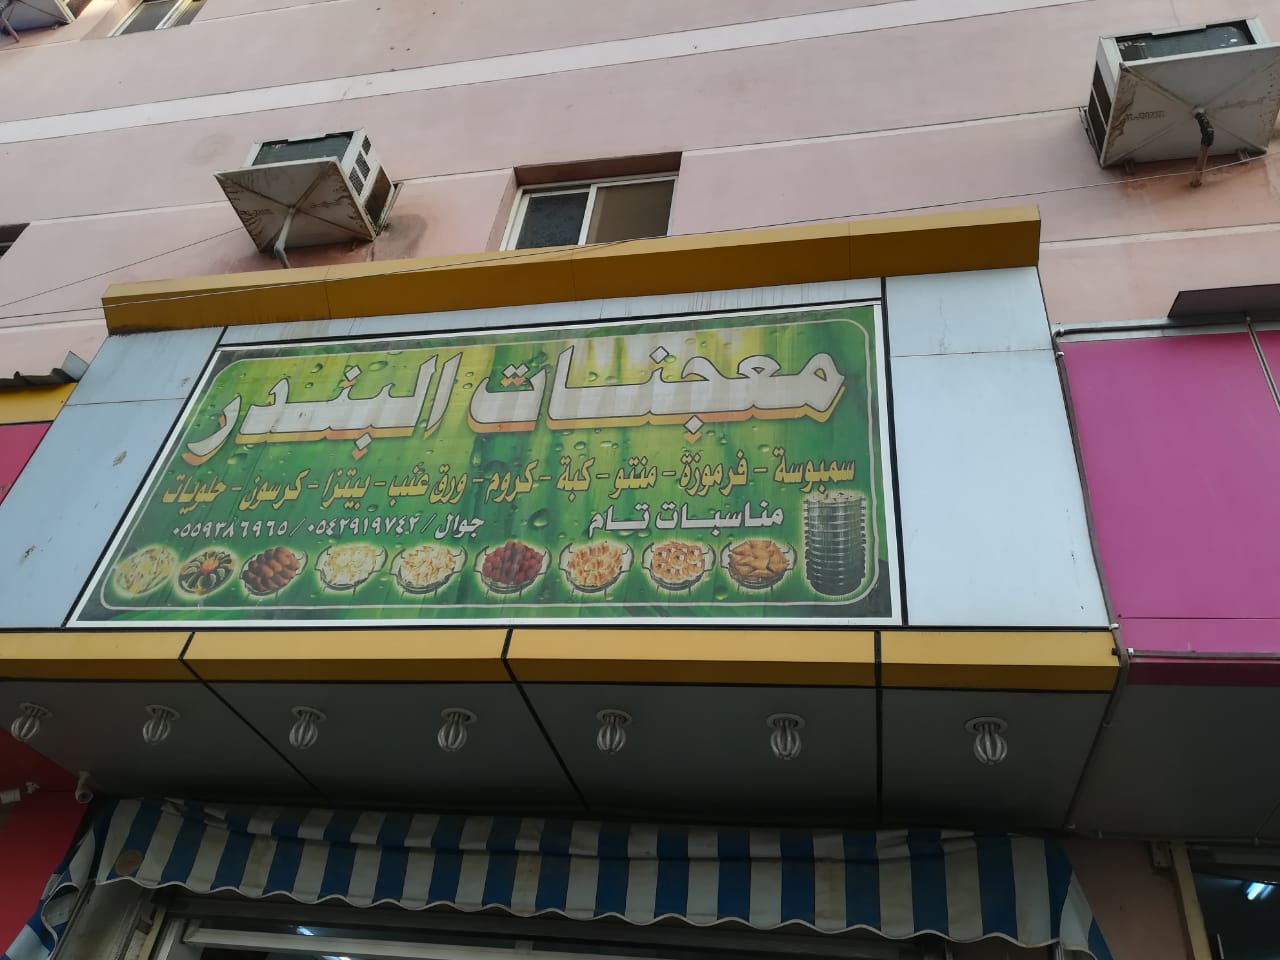 معجنات البندر
سمبوسة - فرموزة - منتو - كبة - كروم - ورق عنب - بيتزا - كرسون - حلويات
مناسبات تام
جوال / ٠٥٤٢٩١٩٧٤٢ / ٠٥٥٩٣٨٦٩٦٥